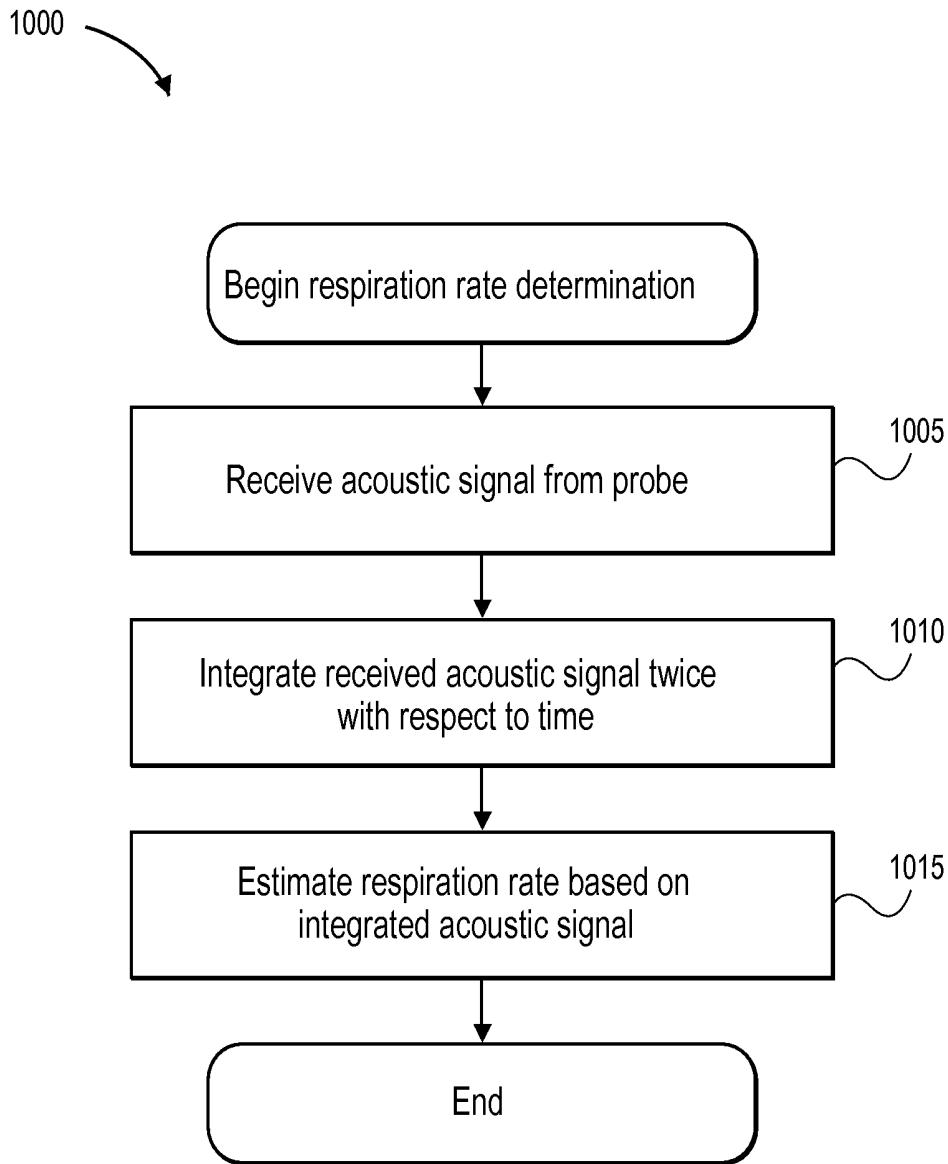 1000
Begin respiration rate determination
Receive acoustic signal from probe
1005
Integrate received acoustic signal twice
with respect to time
1010
Estimate respiration rate based on
integrated acoustic signal
1015
End